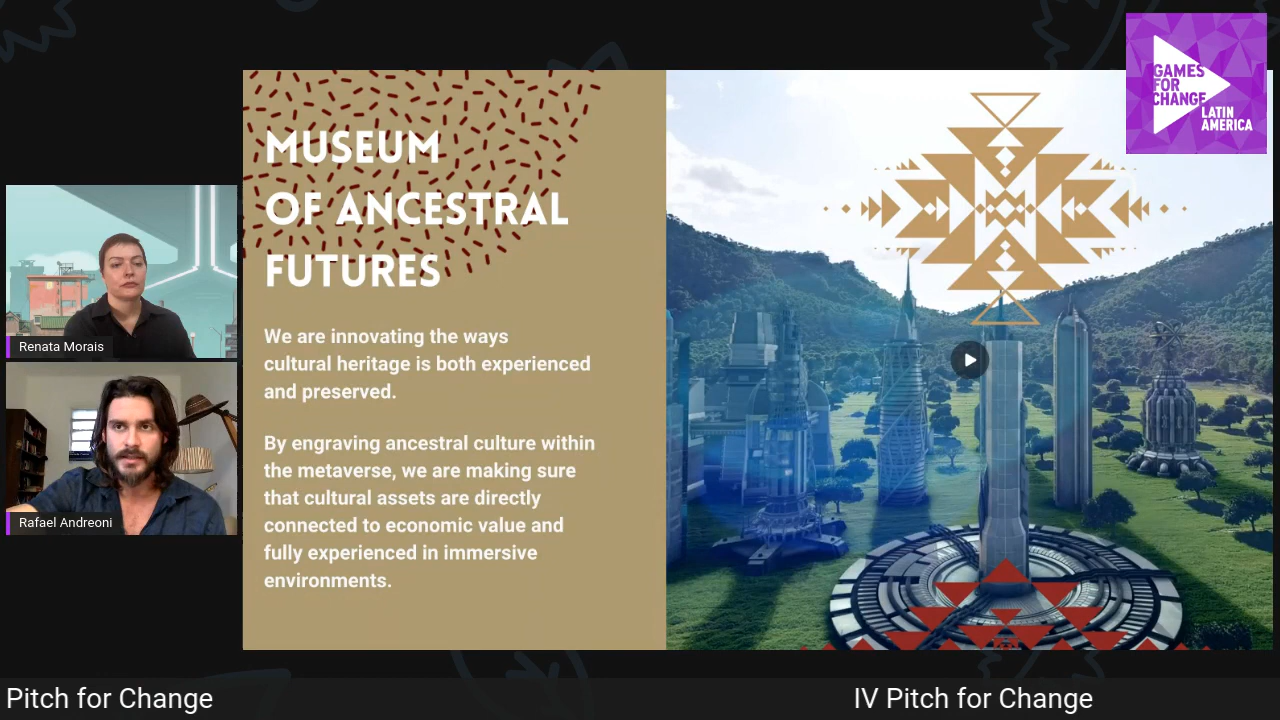 GAMES
FOR
CHANGE
LATIN
AMERICA
MUSEUM
OF ANCESTRAL
FUTURES
We are innovating the ways
cultural heritage is both experienced
and preserved.
By engraving ancestral culture within
the metaverse, we are making sure
that cultural assets are directly
connected to economic value and
fully experienced in immersive
environments.
Renata Morais
Rafael Andreoni
Pitch for Change
IV Pitch for Change